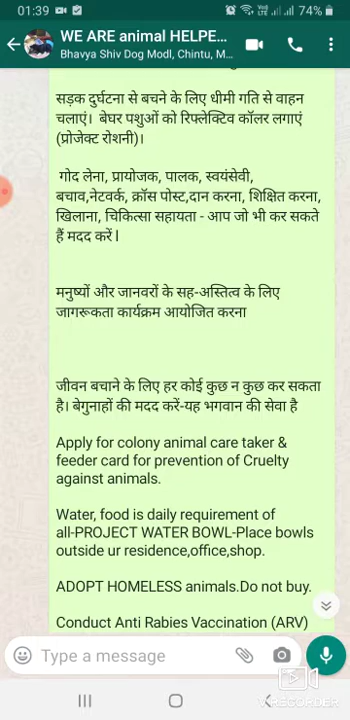 01:39
74%
WE ARE animal HELPE...
Bhavya Shiv Dog Modl, Chintu, M...
सड़क दुर्घटना से बचने के लिए धीमी गति से वाहन
चलाएं। बेघर पशुओं को रिफ्लेक्टिव कॉलर लगाएं
(प्रोजेक्ट रोशनी)।
गोद लेना, प्रायोजक, पालक, स्वयंसेवी,
बचाव,नेटवर्क, क्रॉस पोस्ट,दान करना, शिक्षित करना,
खिलाना, चिकित्सा सहायता - आप जो भी कर सकते
हैं मदद करें l
मनुष्यों और जानवरों के सह-अस्तित्व के लिए
जागरूकता कार्यक्रम आयोजित करना
जीवन बचाने के लिए हर कोई कुछ न कुछ कर सकता
है। बेगुनाहों की मदद करें-यह भगवान की सेवा है
Apply for colony animal care taker &
feeder card for prevention of Cruelty
against animals.
Water, food is daily requirement of
all-PROJECT WATER BOWL-Place bowls
outside ur residence,office,shop.
ADOPT HOMELESS animals.Do not buy.
Conduct Anti Rabies Vaccination (ARV)
Type a message
VIRECORDER